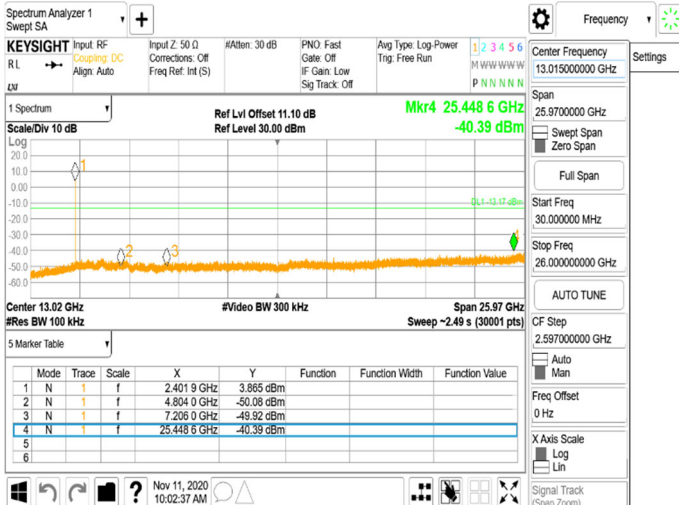 Spectrum Analyzer 1
Swept SA
+
Frequency
Settings
KEYSIGHT
RL
LXI
Input: RF
Coupling: DC
Align: Auto
Input Z: 50 Ω
Corrections: Off
Freq Ref: Int (S)
#Atten: 30 dB
PNO: Fast
Gate: Off
IF Gain: Low
Sig Track: Off
Avg Type: Log-Power
Trig: Free Run
1 2 3 4 5 6
M W W W W W
P N N N N N
1 Spectrum
Scale/Div 10 dB
Ref Lvl Offset 11.10 dB
Ref Level 30.00 dBm
Mkr4 25.448 6 GHz
-40.39 dBm
Log
20.0
10.0
0.00
-10.0
-20.0
-30.0
-40.0
-50.0
-60.0
1
2
3
DL1 -13.17 dBm
Center 13.02 GHz
#Res BW 100 kHz
#Video BW 300 kHz
Span 25.97 GHz
Sweep ~2.49 s (30001 pts)
5 Marker Table
Mode Trace Scale X Y Function Function Width Function Value
1 N 1 f 2.401 9 GHz 3.865 dBm
2 N 1 f 4.804 0 GHz -50.08 dBm
3 N 1 f 7.206 0 GHz -49.92 dBm
4 N 1 f 25.448 6 GHz -40.39 dBm
5
6
?
Nov 11, 2020
10:02:37 AM
Center Frequency
13.015000000 GHz
Span
25.9700000 GHz
Swept Span
Zero Span
Full Span
Start Freq
30.000000 MHz
Stop Freq
26.000000000 GHz
AUTO TUNE
CF Step
2.597000000 GHz
Auto
Man
Freq Offset
0 Hz
X Axis Scale
Log
Lin
Signal Track
(Span Zoom)